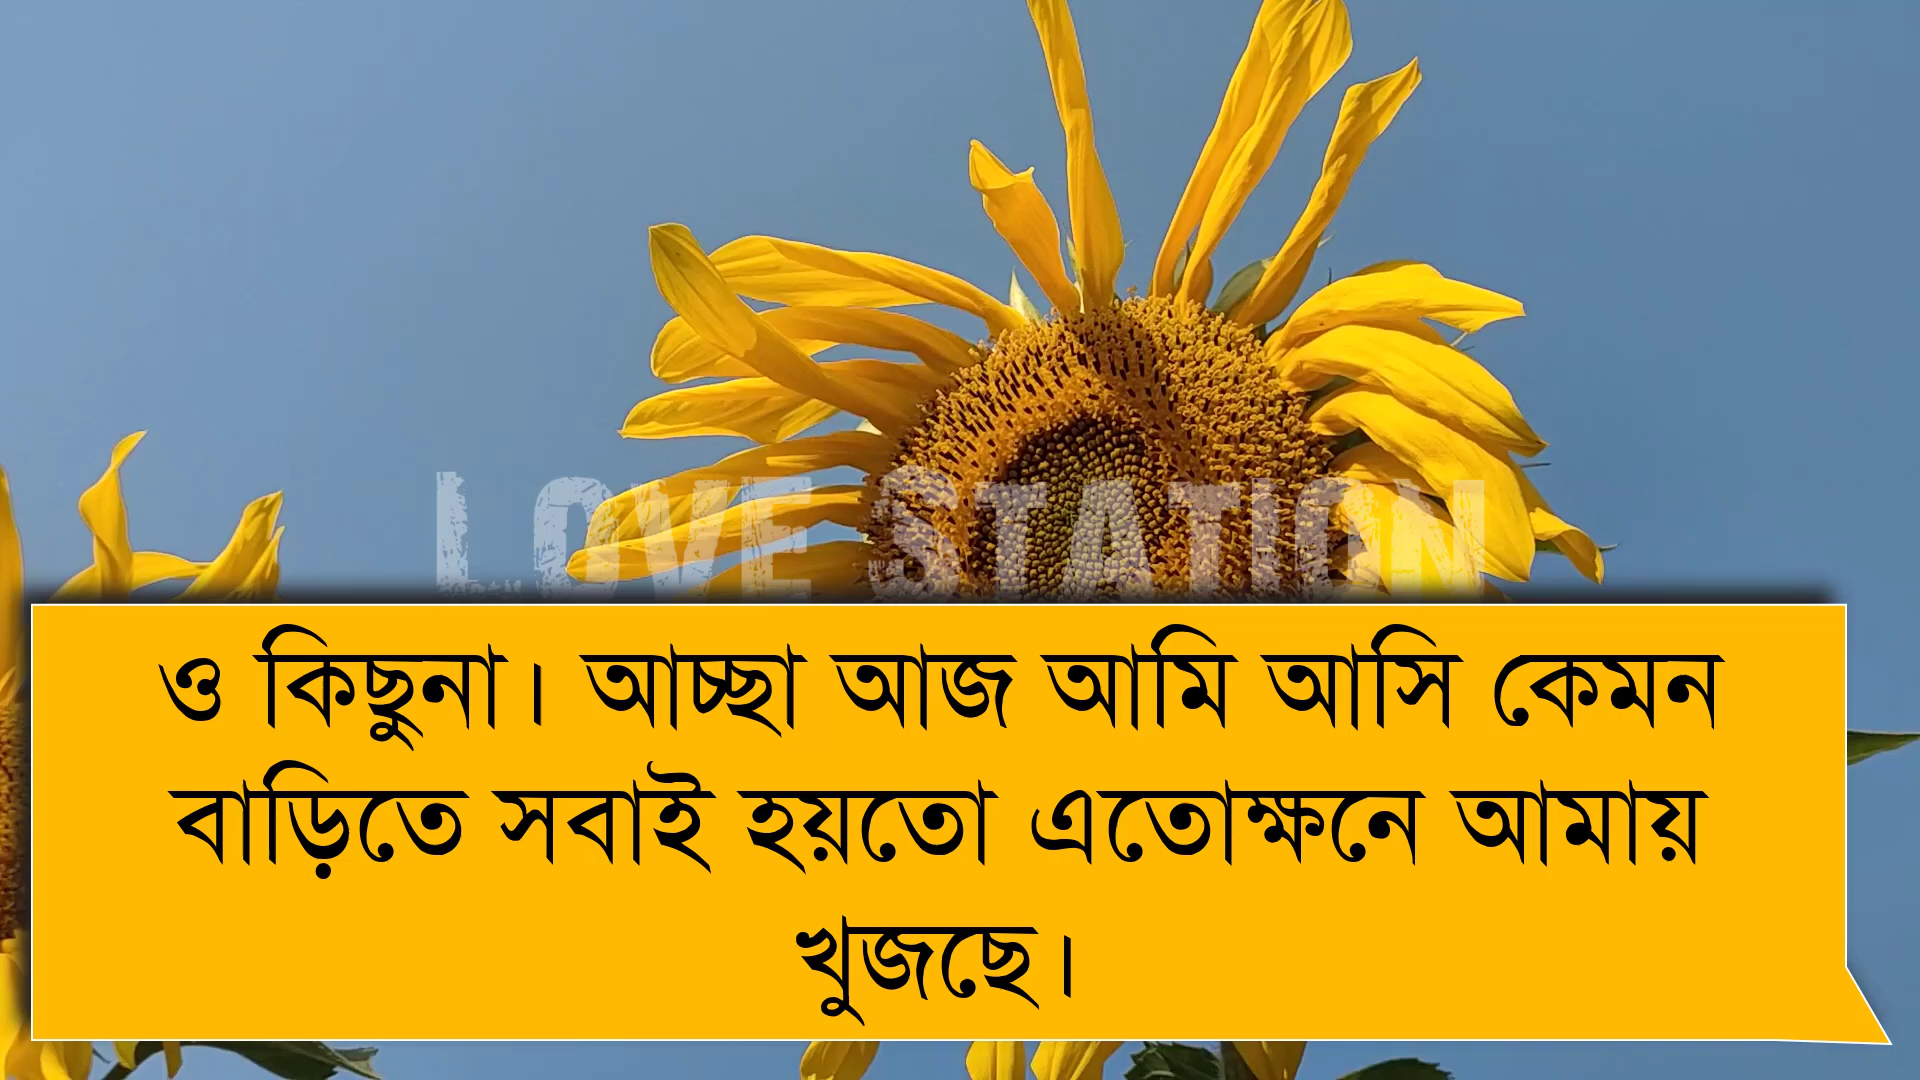 LOVE STATION
ও কিছুনা। আচ্ছা আজ আমি আসি কেমন
বাড়িতে সবাই হয়তো এতোক্ষনে আমায়
খুজছে।